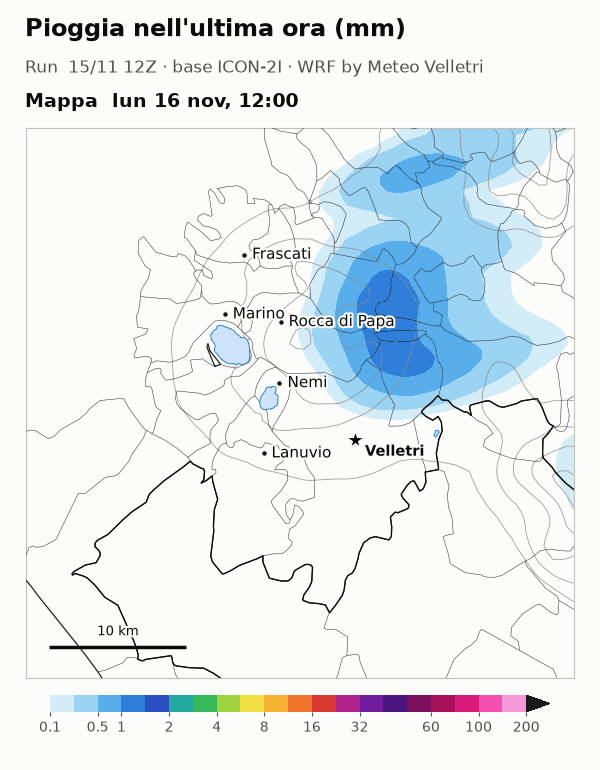 Pioggia nell'ultima ora (mm)
Run  15/11 12Z · base ICON-2I · WRF by Meteo Velletri
Mappa  lun 16 nov, 12:00
Frascati
Marino
Rocca di Papa
Nemi
Velletri
Lanuvio
10 km
0.1 0.5 1 2 4 8 16 32 60 100 200